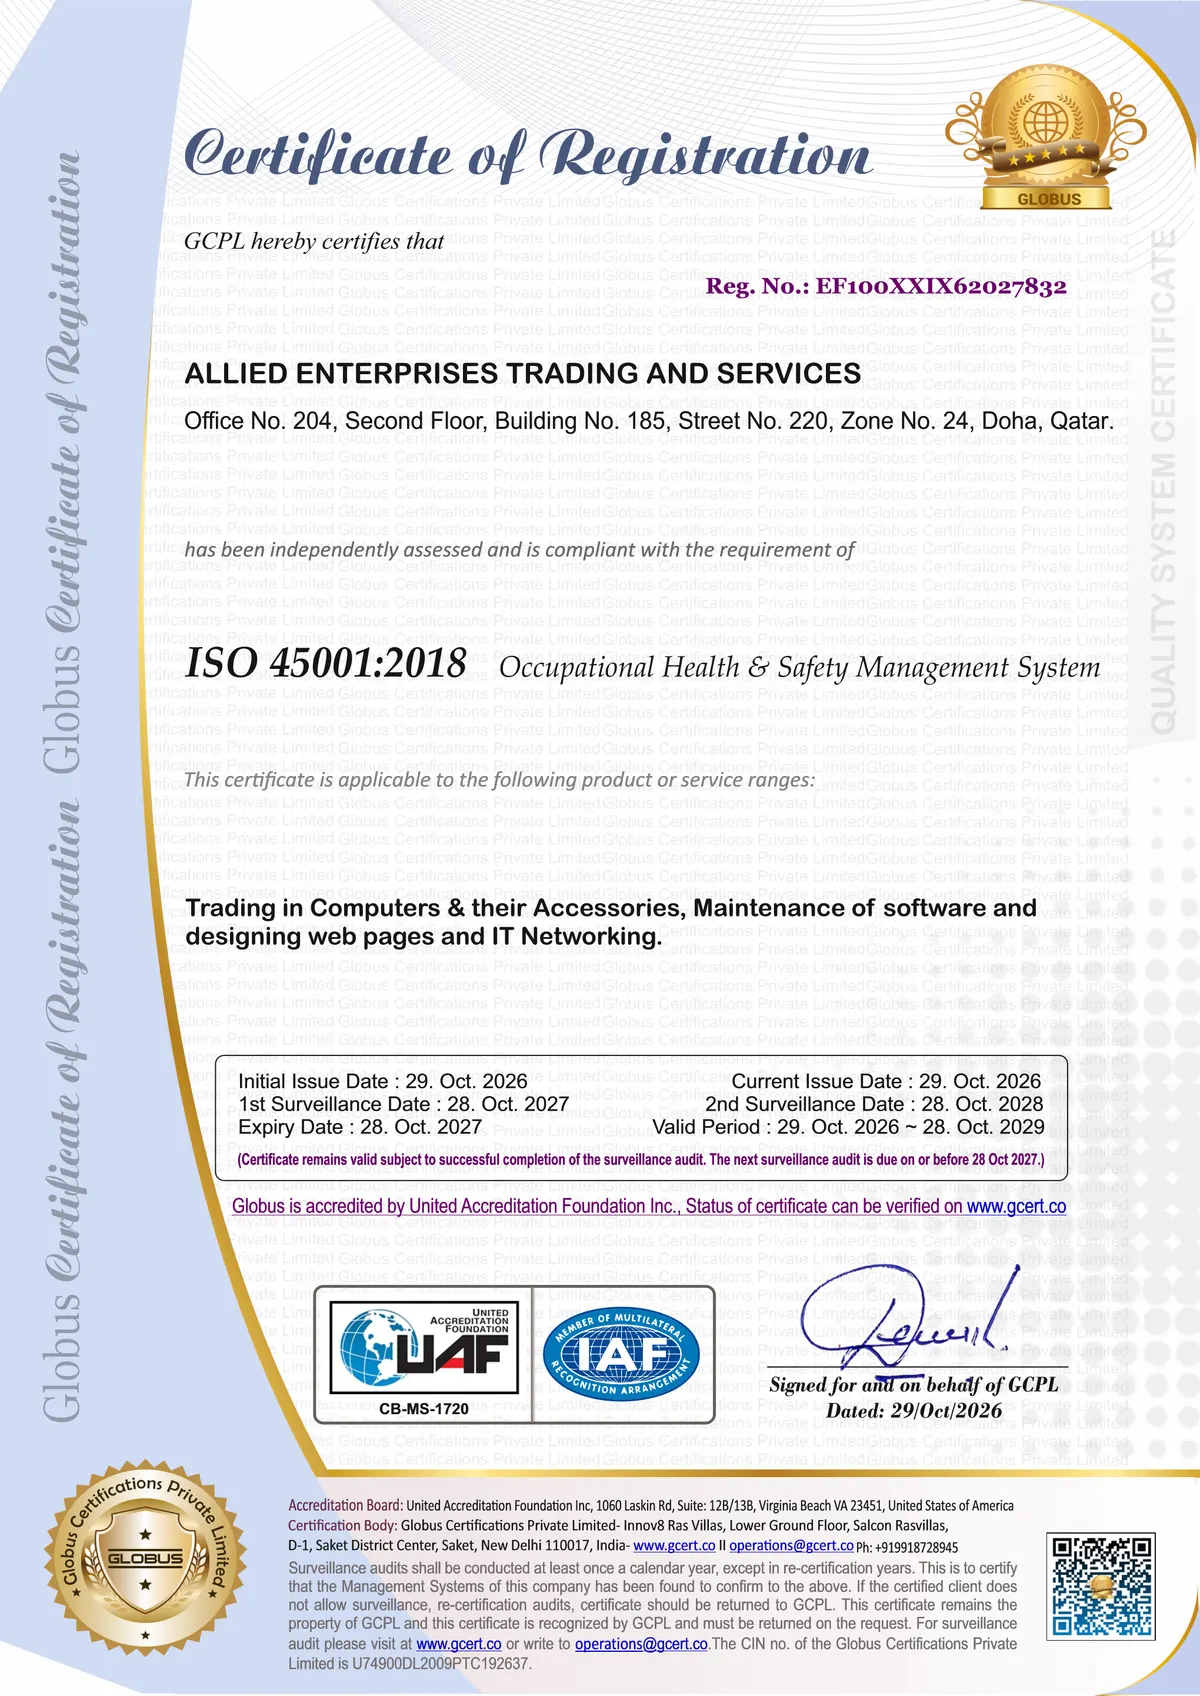 Certificate of Registration
GLOBUS
GCPL hereby certifies that
Reg. No.: EF100XXIX62027832
ALLIED ENTERPRISES TRADING AND SERVICES
Office No. 204, Second Floor, Building No. 185, Street No. 220, Zone No. 24, Doha, Qatar.
has been independently assessed and is compliant with the requirement of
ISO 45001:2018 Occupational Health & Safety Management System
This certificate is applicable to the following product or service ranges:
Trading in Computers & their Accessories, Maintenance of software and
designing web pages and IT Networking.
Initial Issue Date : 29. Oct. 2026 Current Issue Date : 29. Oct. 2026
1st Surveillance Date : 28. Oct. 2027 2nd Surveillance Date : 28. Oct. 2028
Expiry Date : 28. Oct. 2027 Valid Period : 29. Oct. 2026 ~ 28. Oct. 2029
(Certificate remains valid subject to successful completion of the surveillance audit. The next surveillance audit is due on or before 28 Oct 2027.)
Globus is accredited by United Accreditation Foundation Inc., Status of certificate can be verified on www.gcert.co
UNITED
ACCREDITATION
FOUNDATION
UAF
CB-MS-1720
MEMBER OF MULTILATERAL
IAF
RECOGNITION ARRANGEMENT
Signed for and on behalf of GCPL
Dated: 29/Oct/2026
Globus Certificate of Registration Globus Certificate of Registration
QUALITY SYSTEM CERTIFICATE
Globus Certifications Private Limited
GLOBUS
Accreditation Board: United Accreditation Foundation Inc, 1060 Laskin Rd, Suite: 12B/13B, Virginia Beach VA 23451, United States of America
Certification Body: Globus Certifications Private Limited- Innov8 Ras Villas, Lower Ground Floor, Salcon Rasvillas,
D-1, Saket District Center, Saket, New Delhi 110017, India- www.gcert.co II operations@gcert.co Ph: +919918728945
Surveillance audits shall be conducted at least once a calendar year, except in re-certification years. This is to certify
that the Management Systems of this company has been found to confirm to the above. If the certified client does
not allow surveillance, re-certification audits, certificate should be returned to GCPL. This certificate remains the
property of GCPL and this certificate is recognized by GCPL and must be returned on the request. For surveillance
audit please visit at www.gcert.co or write to operations@gcert.co.The CIN no. of the Globus Certifications Private
Limited is U74900DL2009PTC192637.